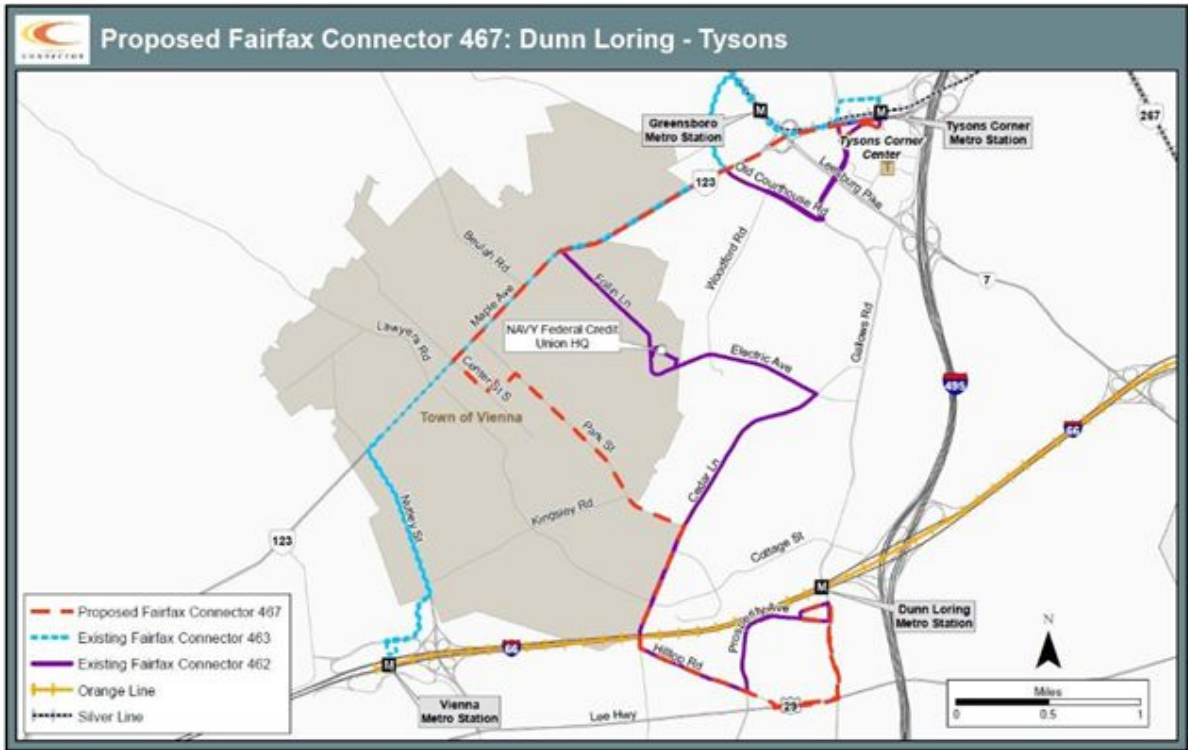 CONNECTOR
Proposed Fairfax Connector 467: Dunn Loring - Tysons
267
Greensboro
Metro Station
Tysons Corner
Metro Station
Tysons Corner
Center
T
M
M
123
Old Courthouse Rd
Leesburg Pike
7
Beulah Rd
Woodford Rd
Maple Ave
Follin Ln
Gallows Rd
Lawyers Rd
NAVY Federal Credit
Union HQ
Electric Ave
Center St S
495
66
Town of Vienna
Park St
Cedar Ln
Nutley St
Kingsley Rd
123
Cottage St
M
Dunn Loring
Metro Station
Prosperity Ave
Hilltop Rd
66
M
Vienna
Metro Station
Lee Hwy
29
Proposed Fairfax Connector 467
Existing Fairfax Connector 463
Existing Fairfax Connector 462
Orange Line
Silver Line
N
Miles
0 0.5 1